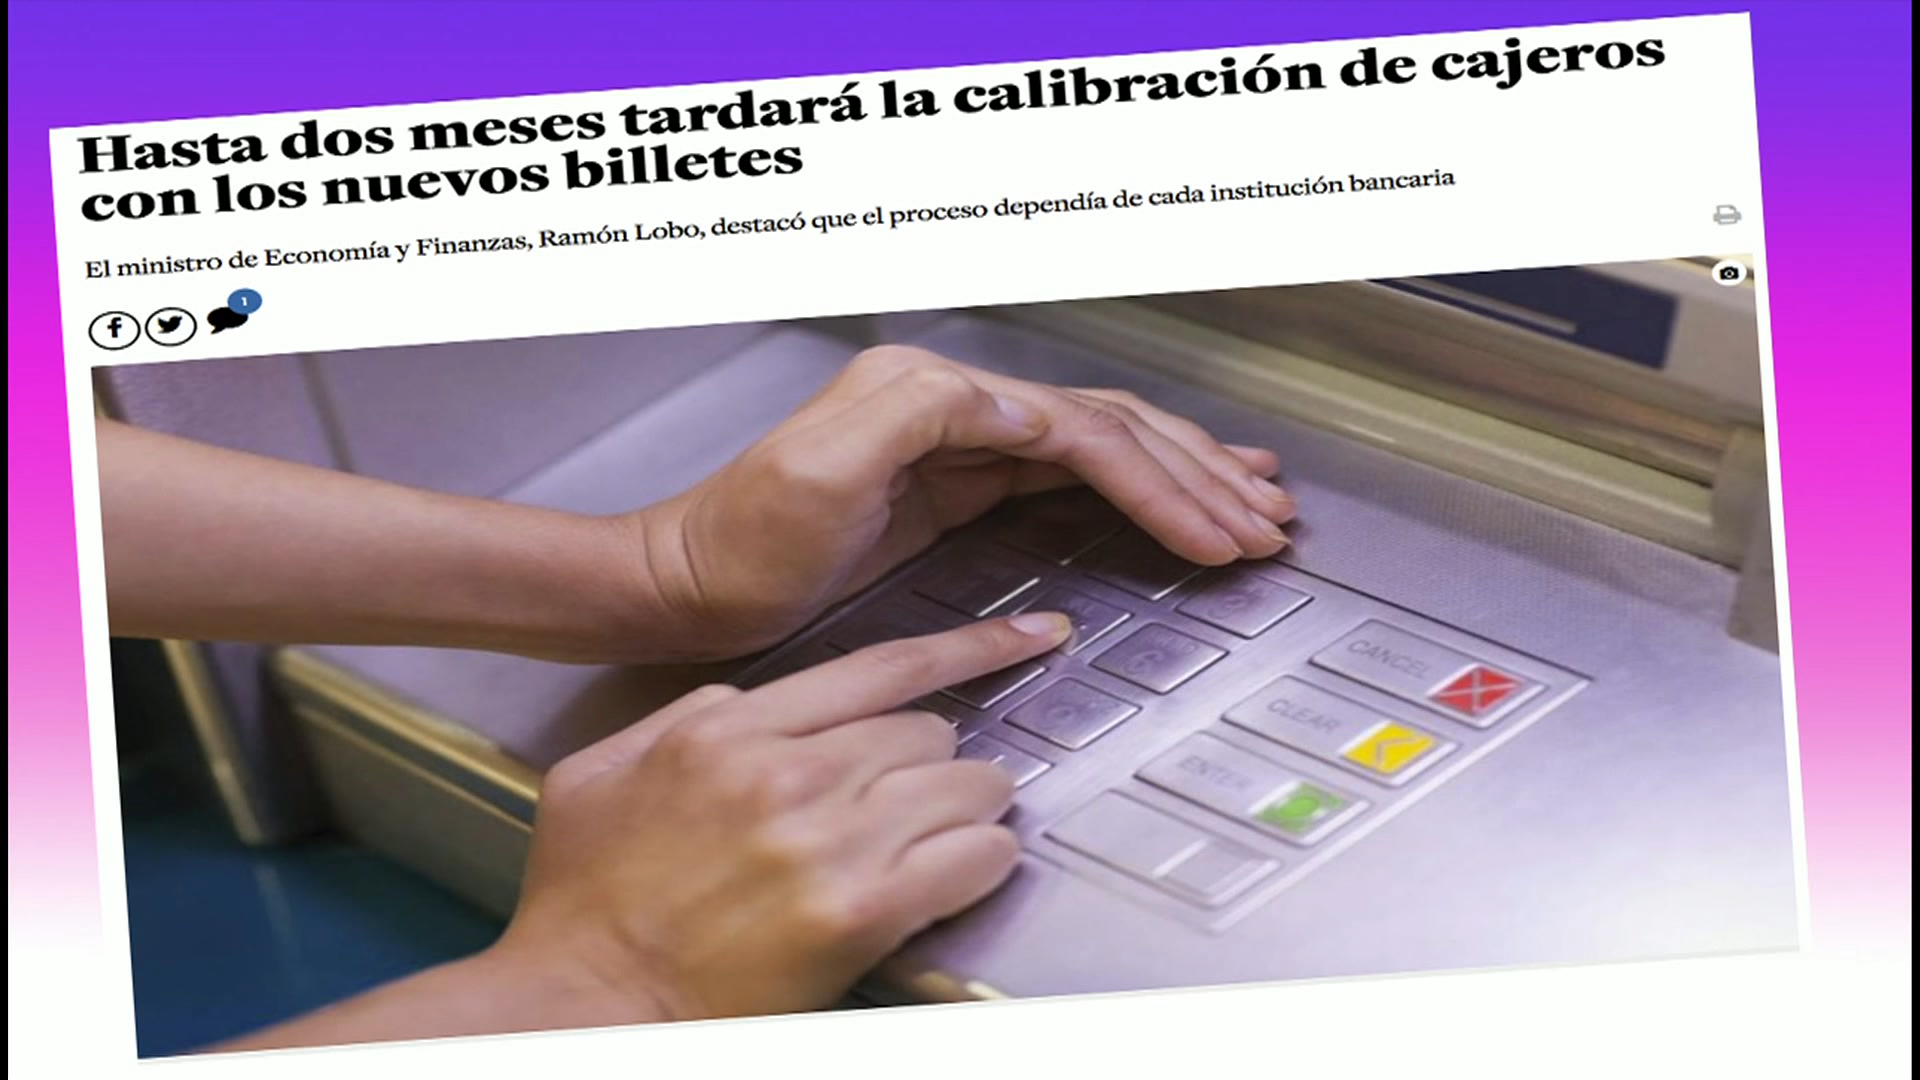 Hasta dos meses tardará la calibración de cajeros
con los nuevos billetes
El ministro de Economía y Finanzas, Ramón Lobo, destacó que el proceso dependía de cada institución bancaria
1
CANCEL
CLEAR
ENTER